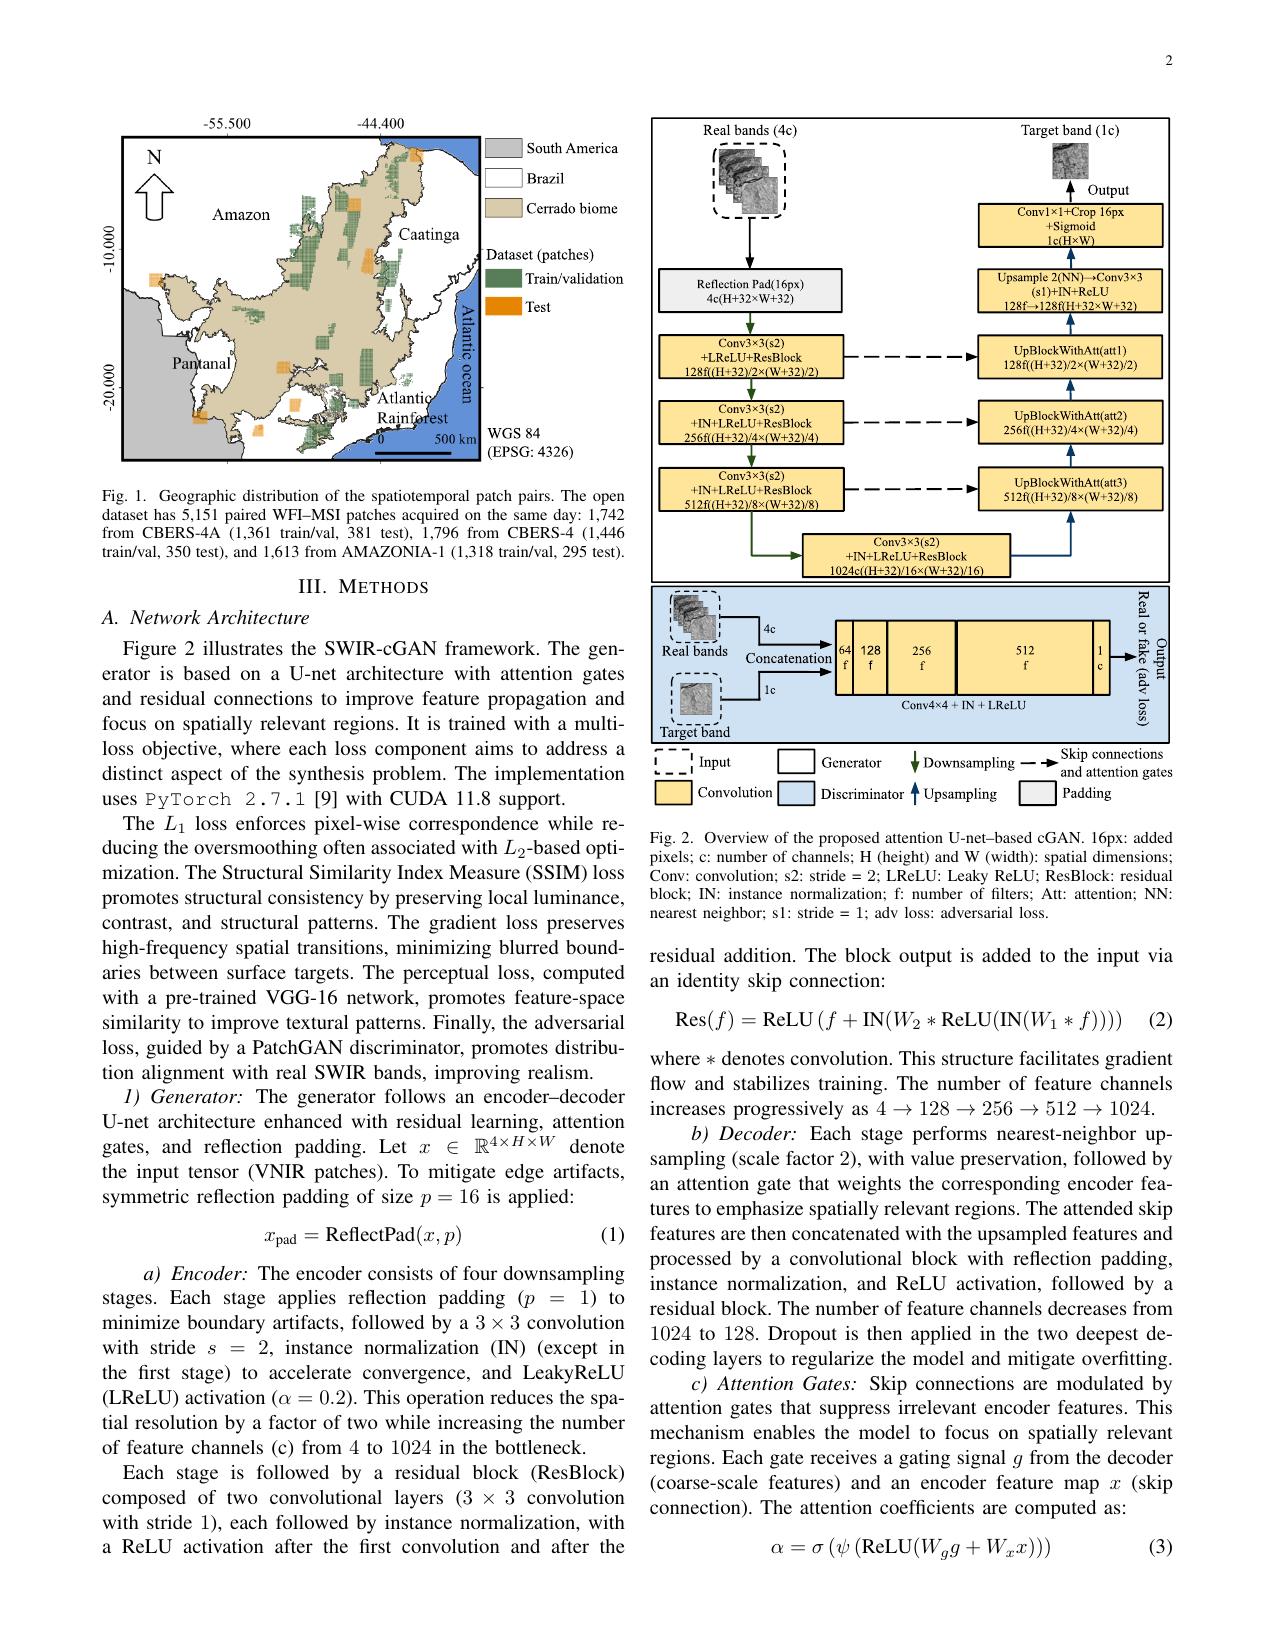 2
-55.500 -44.400
N
Amazon
Caatinga
Pantanal
Atlantic
Rainforest
Atlantic ocean
0 500 km
-10.000
-20.000
South America
Brazil
Cerrado biome
Dataset (patches)
Train/validation
Test
WGS 84
(EPSG: 4326)
Fig. 1. Geographic distribution of the spatiotemporal patch pairs. The open
dataset has 5,151 paired WFI–MSI patches acquired on the same day: 1,742
from CBERS-4A (1,361 train/val, 381 test), 1,796 from CBERS-4 (1,446
train/val, 350 test), and 1,613 from AMAZONIA-1 (1,318 train/val, 295 test).
III. METHODS
A. Network Architecture
Figure 2 illustrates the SWIR-cGAN framework. The gen-
erator is based on a U-net architecture with attention gates
and residual connections to improve feature propagation and
focus on spatially relevant regions. It is trained with a multi-
loss objective, where each loss component aims to address a
distinct aspect of the synthesis problem. The implementation
uses PyTorch 2.7.1 [9] with CUDA 11.8 support.
The L1 loss enforces pixel-wise correspondence while re-
ducing the oversmoothing often associated with L2-based opti-
mization. The Structural Similarity Index Measure (SSIM) loss
promotes structural consistency by preserving local luminance,
contrast, and structural patterns. The gradient loss preserves
high-frequency spatial transitions, minimizing blurred bound-
aries between surface targets. The perceptual loss, computed
with a pre-trained VGG-16 network, promotes feature-space
similarity to improve textural patterns. Finally, the adversarial
loss, guided by a PatchGAN discriminator, promotes distribu-
tion alignment with real SWIR bands, improving realism.
1) Generator: The generator follows an encoder–decoder
U-net architecture enhanced with residual learning, attention
gates, and reflection padding. Let x ∈ ℝ^{4×H×W} denote
the input tensor (VNIR patches). To mitigate edge artifacts,
symmetric reflection padding of size p = 16 is applied:
x_pad = ReflectPad(x, p) (1)
a) Encoder: The encoder consists of four downsampling
stages. Each stage applies reflection padding (p = 1) to
minimize boundary artifacts, followed by a 3 × 3 convolution
with stride s = 2, instance normalization (IN) (except in
the first stage) to accelerate convergence, and LeakyReLU
(LReLU) activation (α = 0.2). This operation reduces the spa-
tial resolution by a factor of two while increasing the number
of feature channels (c) from 4 to 1024 in the bottleneck.
Each stage is followed by a residual block (ResBlock)
composed of two convolutional layers (3 × 3 convolution
with stride 1), each followed by instance normalization, with
a ReLU activation after the first convolution and after the
Real bands (4c)
Target band (1c)
Output
Conv1×1+Crop 16px
+Sigmoid
1c(H×W)
Reflection Pad(16px)
4c(H+32×W+32)
Upsample 2(NN)→Conv3×3
(s1)+IN+ReLU
128f→128f(H+32×W+32)
Conv3×3(s2)
+LReLU+ResBlock
128f((H+32)/2×(W+32)/2)
UpBlockWithAtt(att1)
128f((H+32)/2×(W+32)/2)
Conv3×3(s2)
+IN+LReLU+ResBlock
256f((H+32)/4×(W+32)/4)
UpBlockWithAtt(att2)
256f((H+32)/4×(W+32)/4)
Conv3×3(s2)
+IN+LReLU+ResBlock
512f((H+32)/8×(W+32)/8)
UpBlockWithAtt(att3)
512f((H+32)/8×(W+32)/8)
Conv3×3(s2)
+IN+LReLU+ResBlock
1024c((H+32)/16×(W+32)/16)
Real bands
4c
Concatenation
1c
Target band
64 f
128 f
256 f
512 f
1 c
Conv4×4 + IN + LReLU
Output
Real or fake (adv loss)
Input
Generator
Downsampling
Skip connections
and attention gates
Convolution
Discriminator
Upsampling
Padding
Fig. 2. Overview of the proposed attention U-net–based cGAN. 16px: added
pixels; c: number of channels; H (height) and W (width): spatial dimensions;
Conv: convolution; s2: stride = 2; LReLU: Leaky ReLU; ResBlock: residual
block; IN: instance normalization; f: number of filters; Att: attention; NN:
nearest neighbor; s1: stride = 1; adv loss: adversarial loss.
residual addition. The block output is added to the input via
an identity skip connection:
Res(f) = ReLU (f + IN(W2 ∗ ReLU(IN(W1 ∗ f)))) (2)
where ∗ denotes convolution. This structure facilitates gradient
flow and stabilizes training. The number of feature channels
increases progressively as 4 → 128 → 256 → 512 → 1024.
b) Decoder: Each stage performs nearest-neighbor up-
sampling (scale factor 2), with value preservation, followed by
an attention gate that weights the corresponding encoder fea-
tures to emphasize spatially relevant regions. The attended skip
features are then concatenated with the upsampled features and
processed by a convolutional block with reflection padding,
instance normalization, and ReLU activation, followed by a
residual block. The number of feature channels decreases from
1024 to 128. Dropout is then applied in the two deepest de-
coding layers to regularize the model and mitigate overfitting.
c) Attention Gates: Skip connections are modulated by
attention gates that suppress irrelevant encoder features. This
mechanism enables the model to focus on spatially relevant
regions. Each gate receives a gating signal g from the decoder
(coarse-scale features) and an encoder feature map x (skip
connection). The attention coefficients are computed as:
α = σ (ψ (ReLU(W_g g + W_x x))) (3)